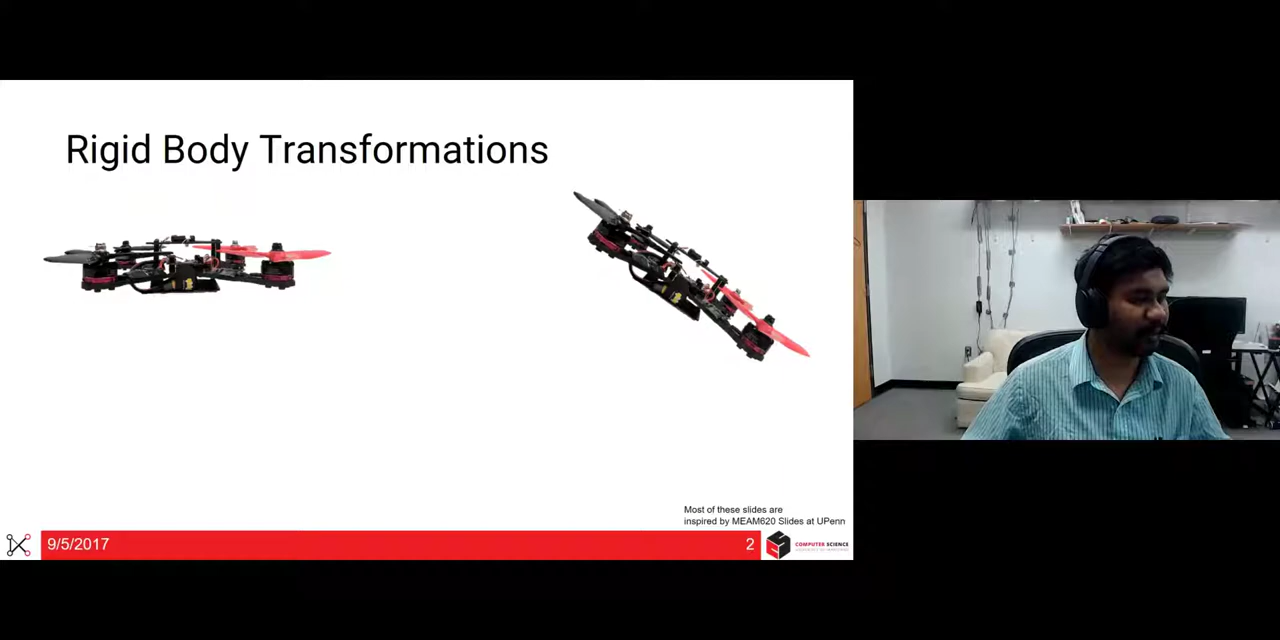 Rigid Body Transformations
Most of these slides are
inspired by MEAM620 Slides at UPenn
9/5/2017
2
COMPUTER SCIENCE